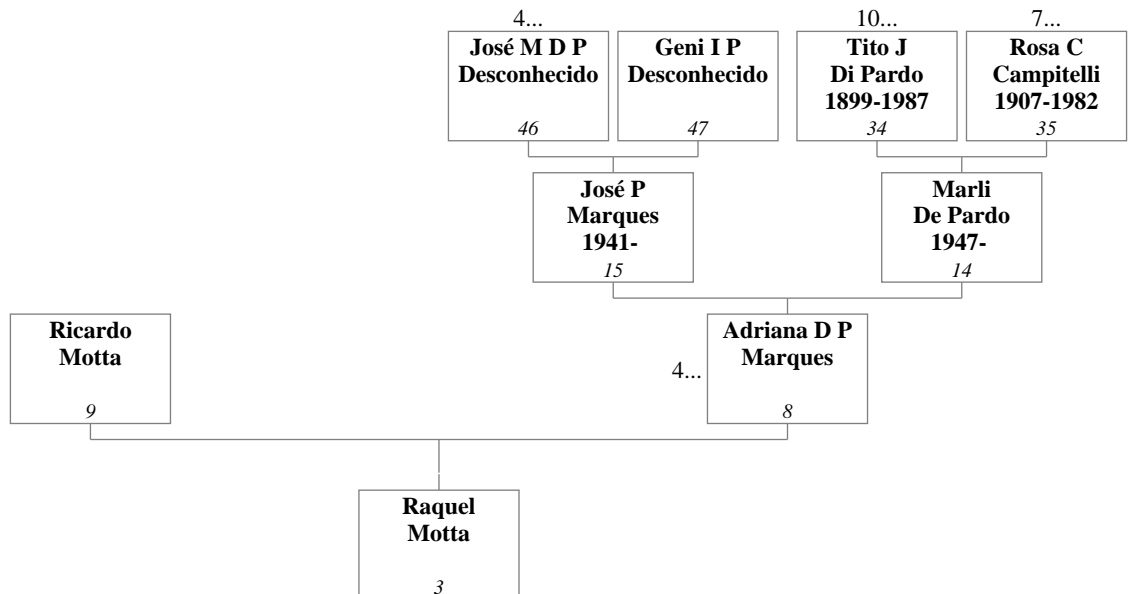 4...
10...
7...
José M D P
Desconhecido
46
Geni I P
Desconhecido
47
Tito J
Di Pardo
1899-1987
34
Rosa C
Campitelli
1907-1982
35
José P
Marques
1941-
15
Marli
De Pardo
1947-
14
Ricardo
Motta
9
4...
Adriana D P
Marques
8
Raquel
Motta
3